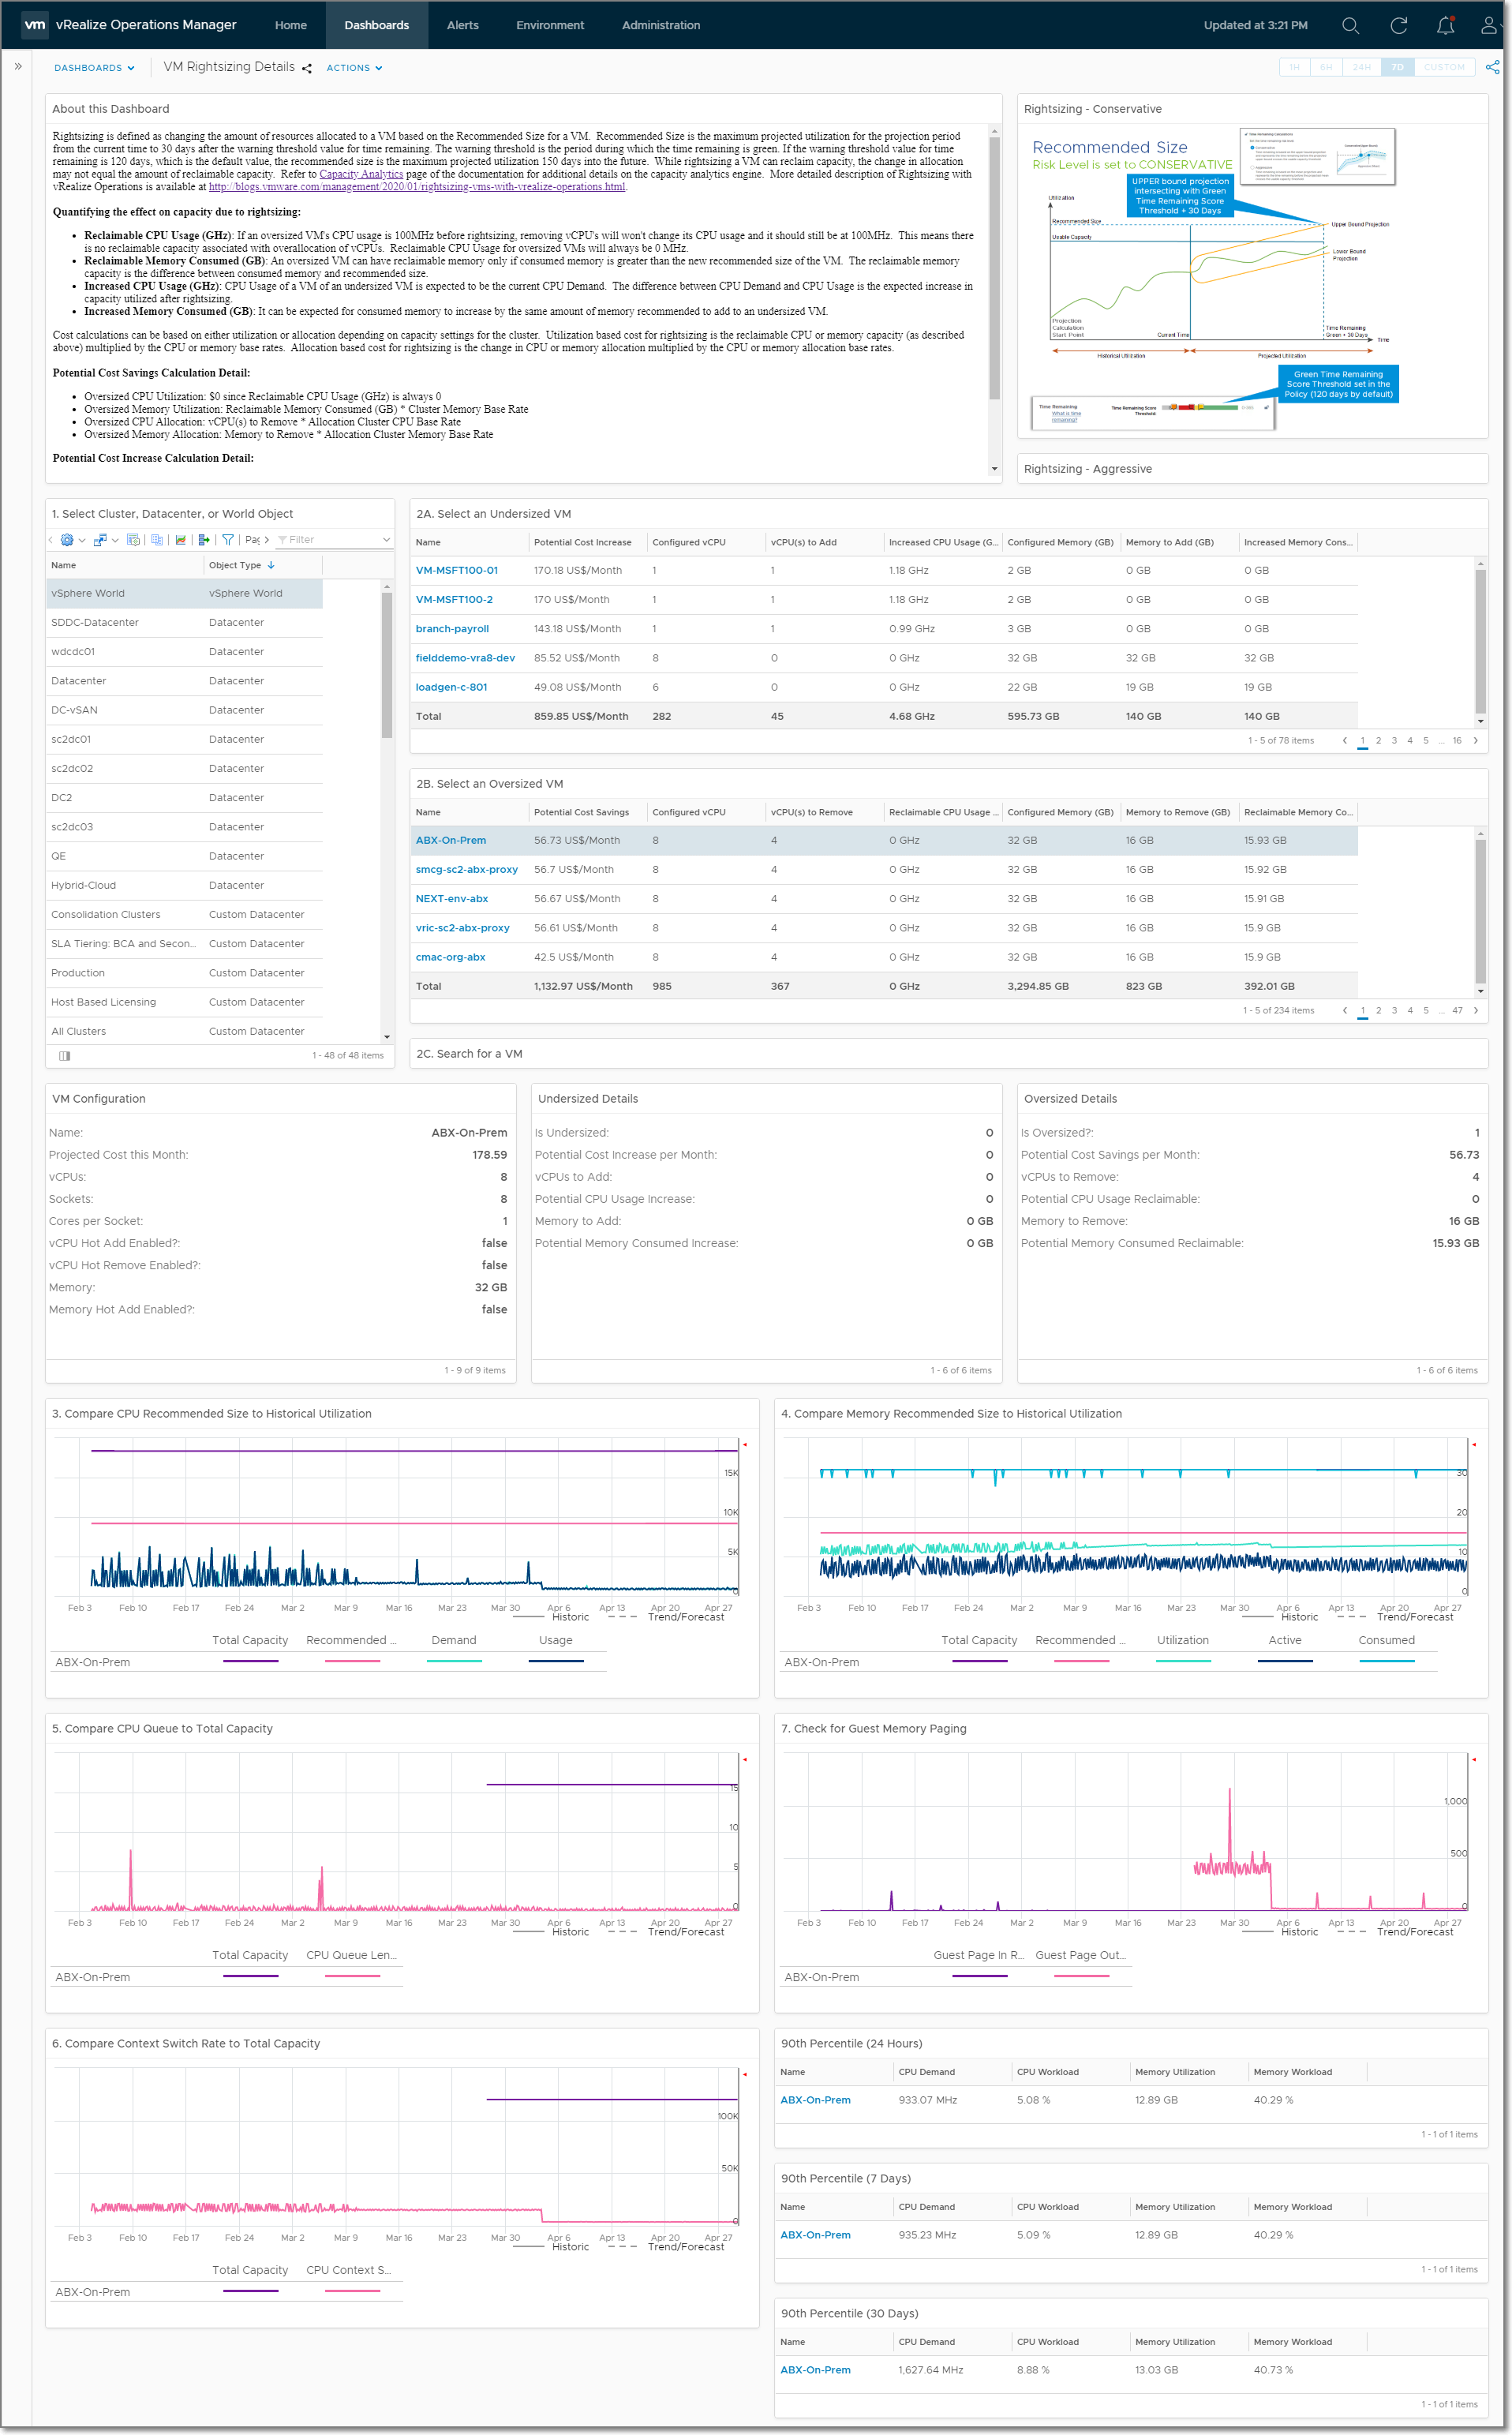 vm vRealize Operations Manager Home Dashboards Alerts Environment Administration Updated at 3:21 PM
DASHBOARDS VM Rightsizing Details ACTIONS 1H 6H 24H 7D CUSTOM
About this Dashboard
Rightsizing is defined as changing the amount of resources allocated to a VM based on the Recommended Size for a VM. Recommended Size is the maximum projected utilization for the projection period
from the current time to 30 days after the warning threshold value for time remaining. The warning threshold is the period during which the time remaining is green. If the warning threshold value for time
remaining is 120 days, which is the default value, the recommended size is the maximum projected utilization 150 days into the future. While rightsizing a VM can reclaim capacity, the change in allocation
may not equal the amount of reclaimable capacity. Refer to Capacity Analytics page of the documentation for additional details on the capacity analytics engine. More detailed description of Rightsizing with
vRealize Operations is available at http://blogs.vmware.com/management/2020/01/rightsizing-vms-with-vrealize-operations.html.
Quantifying the effect on capacity due to rightsizing:
• Reclaimable CPU Usage (GHz): If an oversized VM's CPU usage is 100MHz before rightsizing, removing vCPU's will won't change its CPU usage and it should still be at 100MHz. This means there
is no reclaimable capacity associated with overallocation of vCPUs. Reclaimable CPU Usage for oversized VMs will always be 0 MHz.
• Reclaimable Memory Consumed (GB): An oversized VM can have reclaimable memory only if consumed memory is greater than the new recommended size of the VM. The reclaimable memory
capacity is the difference between consumed memory and recommended size.
• Increased CPU Usage (GHz): CPU Usage of a VM of an undersized VM is expected to be the current CPU Demand. The difference between CPU Demand and CPU Usage is the expected increase in
capacity utilized after rightsizing.
• Increased Memory Consumed (GB): It can be expected for consumed memory to increase by the same amount of memory recommended to add to an undersized VM.
Cost calculations can be based on either utilization or allocation depending on capacity settings for the cluster. Utilization based cost for rightsizing is the reclaimable CPU or memory capacity (as described
above) multiplied by the CPU or memory base rates. Allocation based cost for rightsizing is the change in CPU or memory allocation multiplied by the CPU or memory allocation base rates.
Potential Cost Savings Calculation Detail:
• Oversized CPU Utilization: $0 since Reclaimable CPU Usage (GHz) is always 0
• Oversized Memory Utilization: Reclaimable Memory Consumed (GB) * Cluster Memory Base Rate
• Oversized CPU Allocation: vCPU(s) to Remove * Allocation Cluster CPU Base Rate
• Oversized Memory Allocation: Memory to Remove * Allocation Cluster Memory Base Rate
Potential Cost Increase Calculation Detail:
Rightsizing - Conservative
Recommended Size
Risk Level is set to CONSERVATIVE
UPPER bound projection
intersecting with Green
Time Remaining Score
Threshold + 30 Days
Utilization
Recommended Size
Upper Bound Projection
Usable Capacity
Lower Bound
Projection
Projection
Calculation
Start Point
Current Time
Time Remaining
Green + 30 Days
Time
Historical Utilization
Projected Utilization
Green Time Remaining
Score Threshold set in the
Policy (120 days by default)
Time Remaining
What is time
remaining?
Time Remaining Score
Threshold:
Rightsizing - Aggressive
1. Select Cluster, Datacenter, or World Object
Pag Filter
Name Object Type
vSphere World vSphere World
SDDC-Datacenter Datacenter
wdcdc01 Datacenter
Datacenter Datacenter
DC-vSAN Datacenter
sc2dc01 Datacenter
sc2dc02 Datacenter
DC2 Datacenter
sc2dc03 Datacenter
QE Datacenter
Hybrid-Cloud Datacenter
Consolidation Clusters Custom Datacenter
SLA Tiering: BCA and Secon... Custom Datacenter
Production Custom Datacenter
Host Based Licensing Custom Datacenter
All Clusters Custom Datacenter
1 - 48 of 48 items
2A. Select an Undersized VM
Name Potential Cost Increase Configured vCPU vCPU(s) to Add Increased CPU Usage (G... Configured Memory (GB) Memory to Add (GB) Increased Memory Cons...
VM-MSFT100-01 170.18 US$/Month 1 1 1.18 GHz 2 GB 0 GB 0 GB
VM-MSFT100-2 170 US$/Month 1 1 1.18 GHz 2 GB 0 GB 0 GB
branch-payroll 143.18 US$/Month 1 1 0.99 GHz 3 GB 0 GB 0 GB
fielddemo-vra8-dev 85.52 US$/Month 8 0 0 GHz 32 GB 32 GB 32 GB
loadgen-c-801 49.08 US$/Month 6 0 0 GHz 22 GB 19 GB 19 GB
Total 859.85 US$/Month 282 45 4.68 GHz 595.73 GB 140 GB 140 GB
1 - 5 of 78 items 1 2 3 4 5 ... 16
2B. Select an Oversized VM
Name Potential Cost Savings Configured vCPU vCPU(s) to Remove Reclaimable CPU Usage ... Configured Memory (GB) Memory to Remove (GB) Reclaimable Memory Co...
ABX-On-Prem 56.73 US$/Month 8 4 0 GHz 32 GB 16 GB 15.93 GB
smcg-sc2-abx-proxy 56.7 US$/Month 8 4 0 GHz 32 GB 16 GB 15.92 GB
NEXT-env-abx 56.67 US$/Month 8 4 0 GHz 32 GB 16 GB 15.91 GB
vric-sc2-abx-proxy 56.61 US$/Month 8 4 0 GHz 32 GB 16 GB 15.9 GB
cmac-org-abx 42.5 US$/Month 8 4 0 GHz 32 GB 16 GB 15.9 GB
Total 1,132.97 US$/Month 985 367 0 GHz 3,294.85 GB 823 GB 392.01 GB
1 - 5 of 234 items 1 2 3 4 5 ... 47
2C. Search for a VM
VM Configuration
Name: ABX-On-Prem
Projected Cost this Month: 178.59
vCPUs: 8
Sockets: 8
Cores per Socket: 1
vCPU Hot Add Enabled?: false
vCPU Hot Remove Enabled?: false
Memory: 32 GB
Memory Hot Add Enabled?: false
1 - 9 of 9 items
Undersized Details
Is Undersized: 0
Potential Cost Increase per Month: 0
vCPUs to Add: 0
Potential CPU Usage Increase: 0
Memory to Add: 0 GB
Potential Memory Consumed Increase: 0 GB
1 - 6 of 6 items
Oversized Details
Is Oversized?: 1
Potential Cost Savings per Month: 56.73
vCPUs to Remove: 4
Potential CPU Usage Reclaimable: 0
Memory to Remove: 16 GB
Potential Memory Consumed Reclaimable: 15.93 GB
1 - 6 of 6 items
3. Compare CPU Recommended Size to Historical Utilization
15K
10K
5K
0
Feb 3 Feb 10 Feb 17 Feb 24 Mar 2 Mar 9 Mar 16 Mar 23 Mar 30 Apr 6 Apr 13 Apr 20 Apr 27
Historic Trend/Forecast
Total Capacity Recommended ... Demand Usage
ABX-On-Prem
4. Compare Memory Recommended Size to Historical Utilization
30
20
10
0
Feb 3 Feb 10 Feb 17 Feb 24 Mar 2 Mar 9 Mar 16 Mar 23 Mar 30 Apr 6 Apr 13 Apr 20 Apr 27
Historic Trend/Forecast
Total Capacity Recommended ... Utilization Active Consumed
ABX-On-Prem
5. Compare CPU Queue to Total Capacity
15
10
5
0
Feb 3 Feb 10 Feb 17 Feb 24 Mar 2 Mar 9 Mar 16 Mar 23 Mar 30 Apr 6 Apr 13 Apr 20 Apr 27
Historic Trend/Forecast
Total Capacity CPU Queue Len...
ABX-On-Prem
7. Check for Guest Memory Paging
1,000
500
0
Feb 3 Feb 10 Feb 17 Feb 24 Mar 2 Mar 9 Mar 16 Mar 23 Mar 30 Apr 6 Apr 13 Apr 20 Apr 27
Historic Trend/Forecast
Guest Page In R... Guest Page Out...
ABX-On-Prem
6. Compare Context Switch Rate to Total Capacity
100K
50K
0
Feb 3 Feb 10 Feb 17 Feb 24 Mar 2 Mar 9 Mar 16 Mar 23 Mar 30 Apr 6 Apr 13 Apr 20 Apr 27
Historic Trend/Forecast
Total Capacity CPU Context S...
ABX-On-Prem
90th Percentile (24 Hours)
Name CPU Demand CPU Workload Memory Utilization Memory Workload
ABX-On-Prem 933.07 MHz 5.08 % 12.89 GB 40.29 %
1 - 1 of 1 items
90th Percentile (7 Days)
Name CPU Demand CPU Workload Memory Utilization Memory Workload
ABX-On-Prem 935.23 MHz 5.09 % 12.89 GB 40.29 %
1 - 1 of 1 items
90th Percentile (30 Days)
Name CPU Demand CPU Workload Memory Utilization Memory Workload
ABX-On-Prem 1,627.64 MHz 8.88 % 13.03 GB 40.73 %
1 - 1 of 1 items